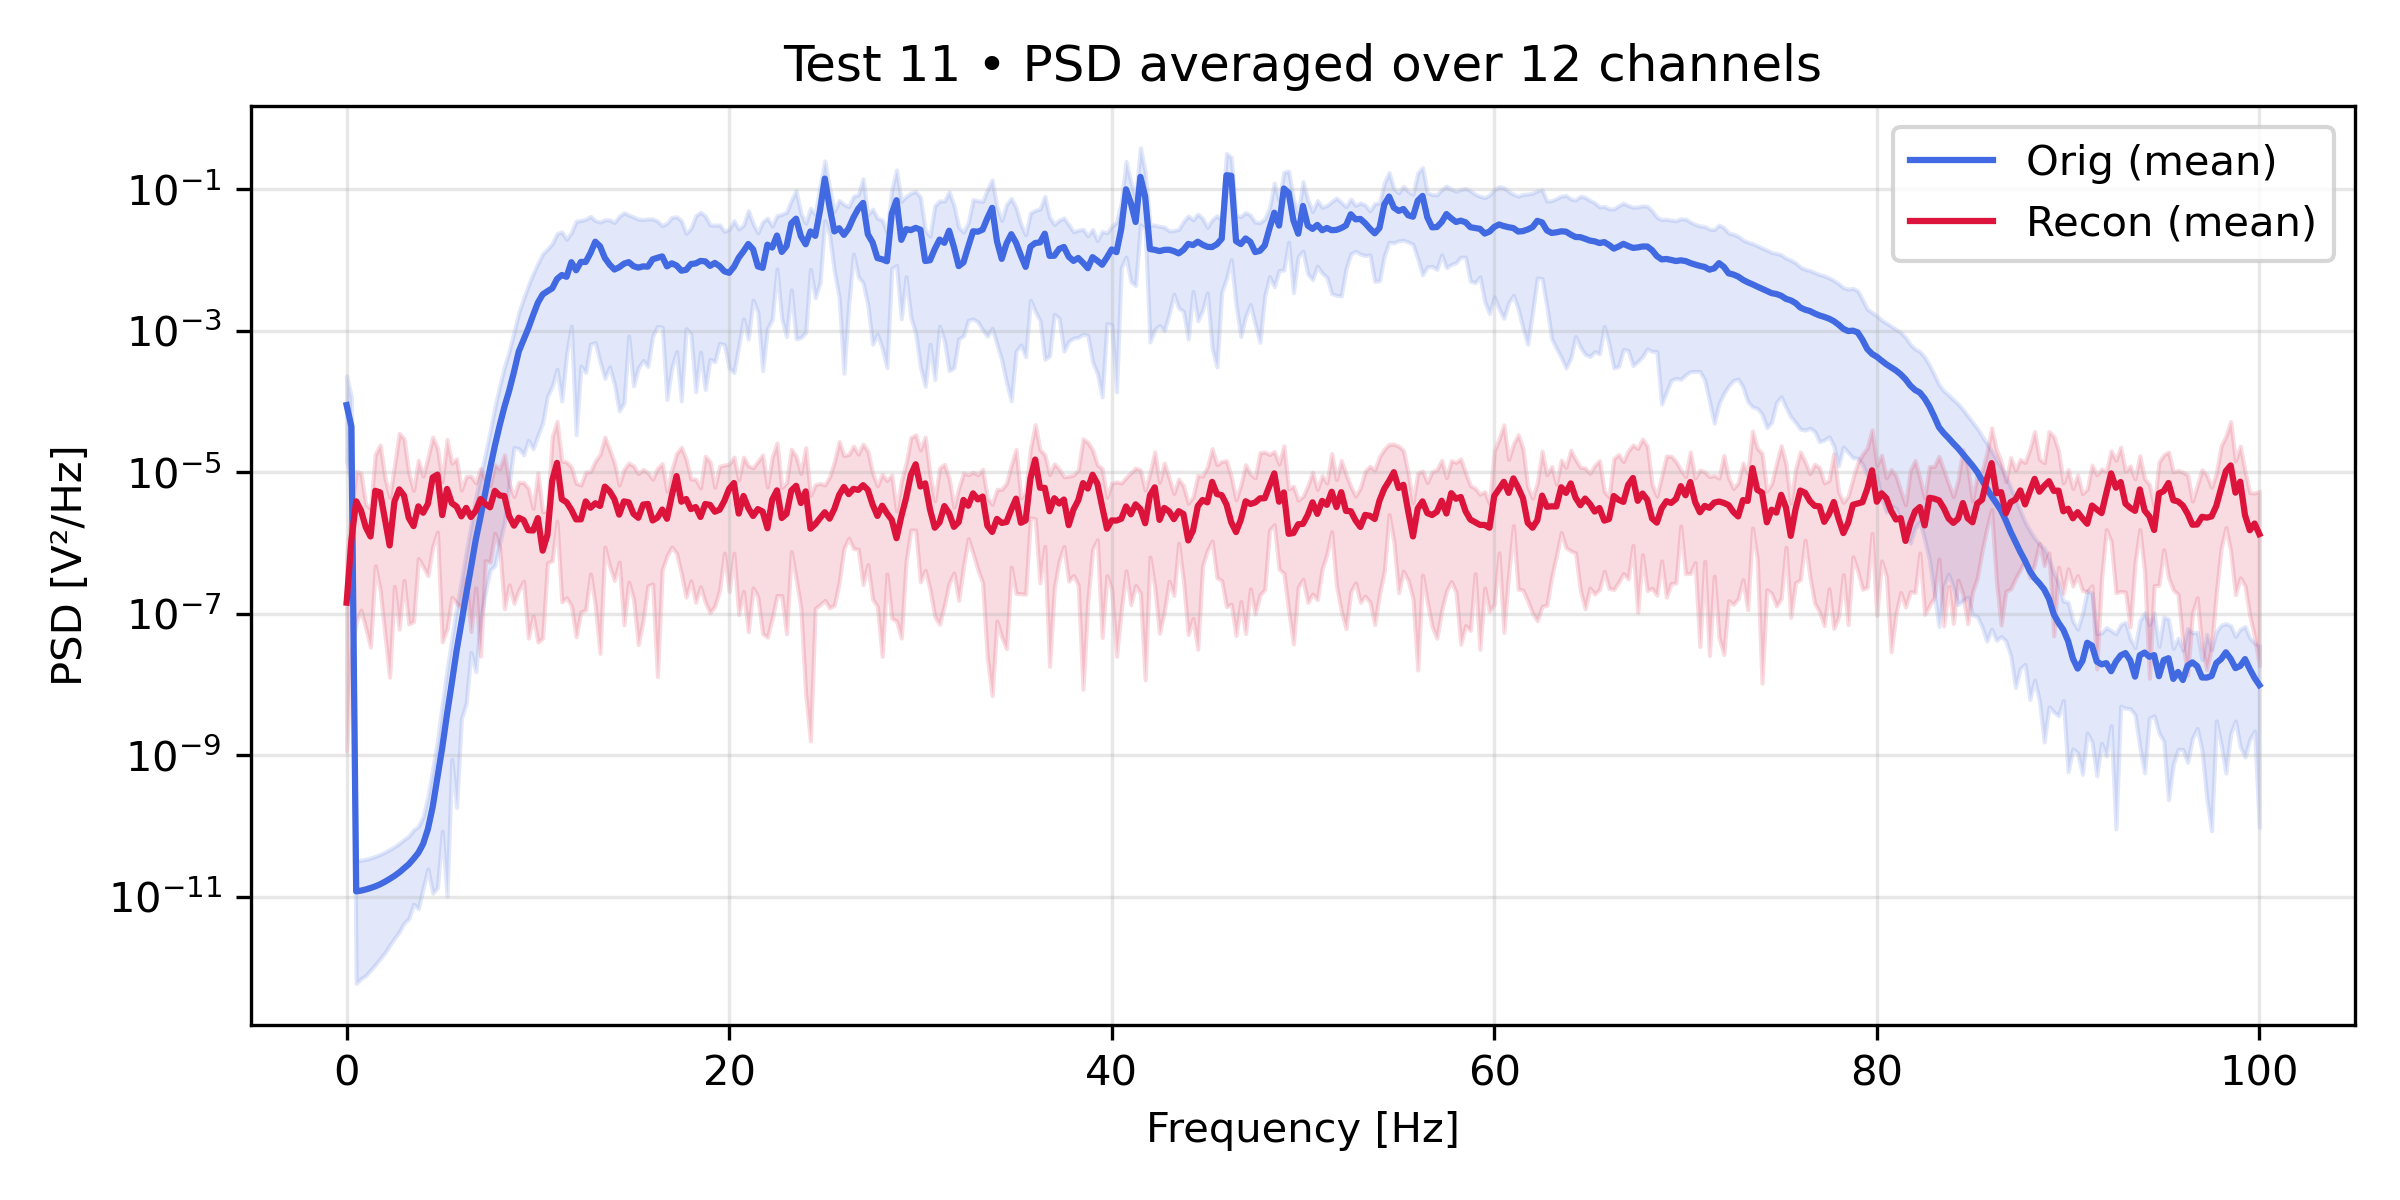 Test 11 • PSD averaged over 12 channels
Orig (mean)
Recon (mean)
PSD [V²/Hz]
10⁻¹
10⁻³
10⁻⁵
10⁻⁷
10⁻⁹
10⁻¹¹
0 20 40 60 80 100
Frequency [Hz]